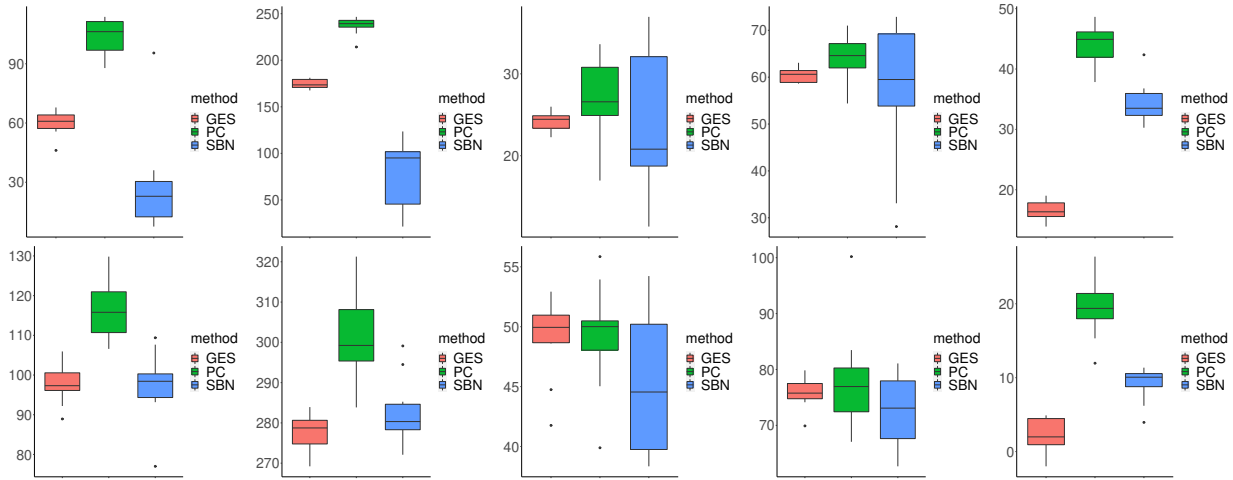 90
60
30
method
GES
PC
SBN
250
200
150
100
50
method
GES
PC
SBN
30
20
method
GES
PC
SBN
70
60
50
40
30
method
GES
PC
SBN
50
40
30
20
method
GES
PC
SBN
130
120
110
100
90
80
method
GES
PC
SBN
320
310
300
290
280
270
method
GES
PC
SBN
55
50
45
40
method
GES
PC
SBN
100
90
80
70
method
GES
PC
SBN
20
10
0
method
GES
PC
SBN